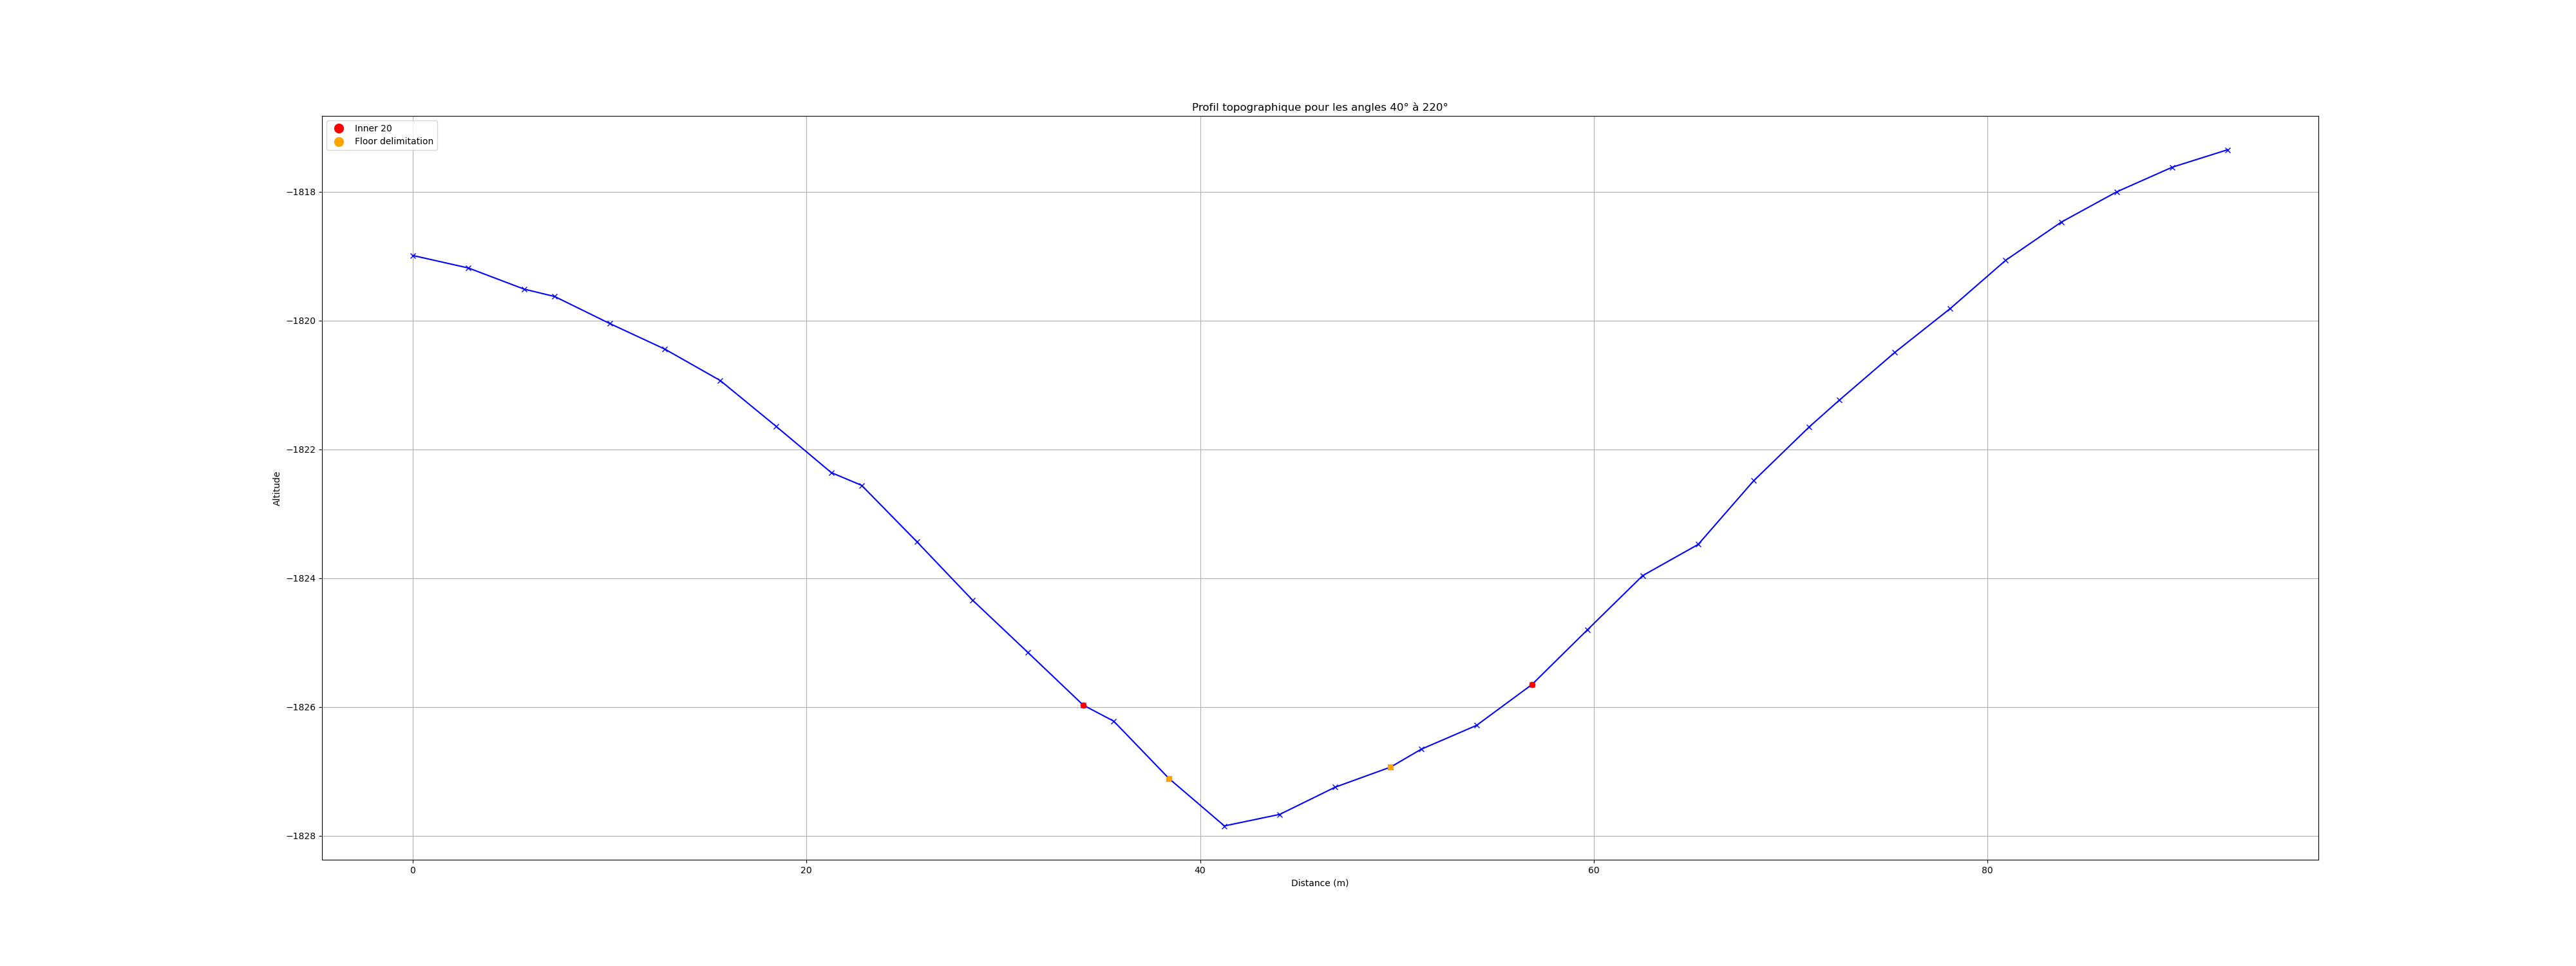 Profil topographique pour les angles 40° à 220°
Inner 20
Floor delimitation
−1818
−1820
−1822
−1824
−1826
−1828
Altitude
0 20 40 60 80
Distance (m)